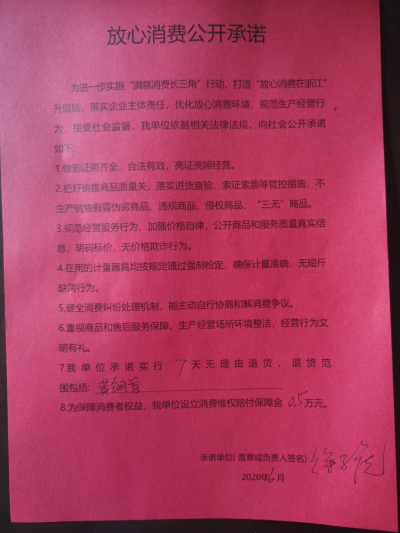 放心消费公开承诺
为进一步实施“满意消费长三角”行动，打造“放心消费在浙江”
升级版，落实企业主体责任，优化放心消费环境，规范生产经营行
为，接受社会监督，我单位依据相关法律法规，向社会公开承诺
如下：
1.做到证照齐全、合法有效，亮证亮照经营。
2.把好销售商品质量关，落实进货查验、索证索票等管控措施，不
生产销售假冒伪劣商品、违规商品、侵权商品、“三无”商品。
3.规范经营服务行为，加强价格自律，公开商品和服务质量真实信
息，明码标价，无价格欺诈行为。
4.在用的计量器具均按规定通过强制检定，确保计量准确，无短斤
缺两行为。
5.健全消费纠纷处理机制，能主动自行协商和解消费争议。
6.重视商品和售后服务保障，生产经营场所环境整洁，经营行为文
明有礼。
7.我单位承诺实行 7 天无理由退货，退货范
围包括：
8.为保障消费者权益，我单位设立消费维权赔付保障金 0.5 万元。
承诺单位(盖章或负责人签名)：
2020年6月